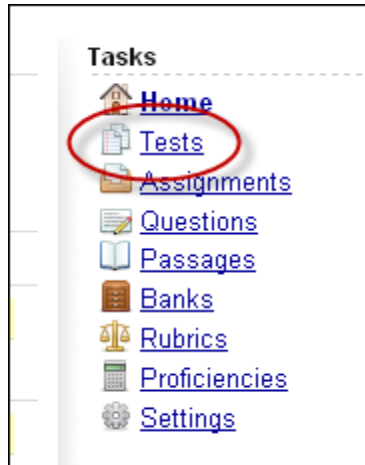 Tasks
Home
Tests
Assignments
Questions
Passages
Banks
Rubrics
Proficiencies
Settings